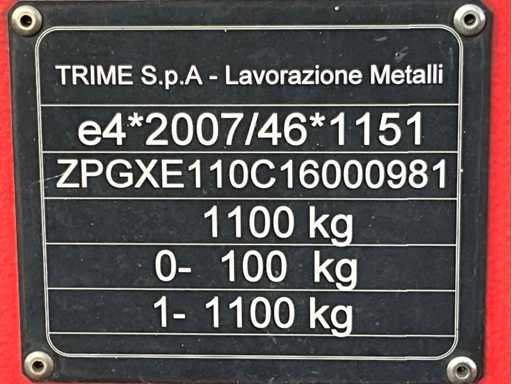 TRIME S.p.A - Lavorazione Metalli
e4*2007/46*1151
ZPGXE110C16000981
1100 kg
0- 100 kg
1- 1100 kg